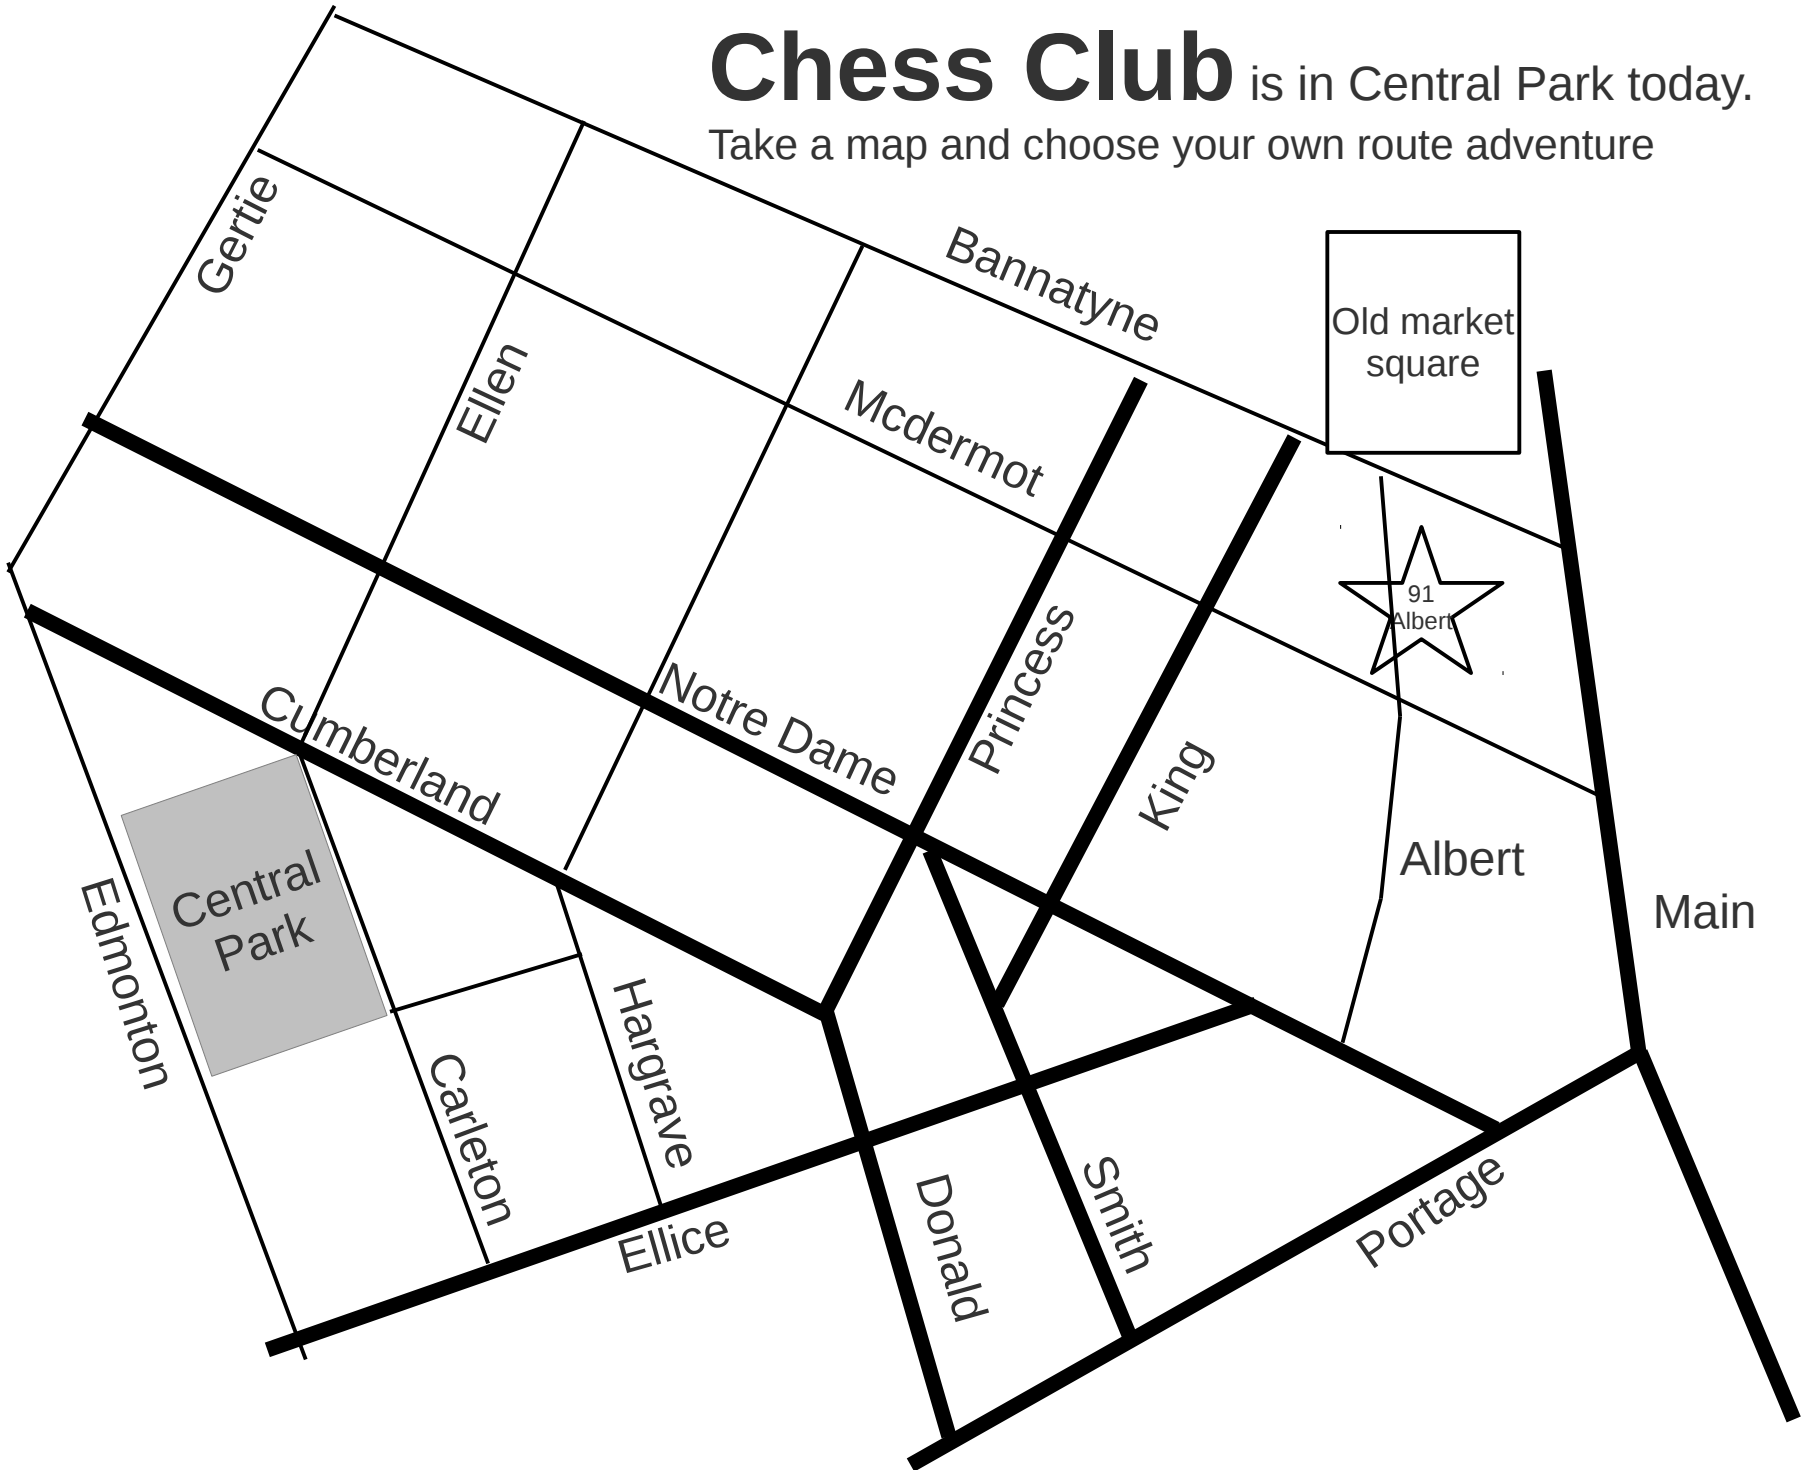 Chess Club is in Central Park today.
Take a map and choose your own route adventure
Gertie
Bannatyne
Old market
square
Ellen
Mcdermot
91
Albert
Princess
Notre Dame
Cumberland
King
Albert
Main
Central
Park
Edmonton
Hargrave
Carleton
Ellice
Donald
Smith
Portage